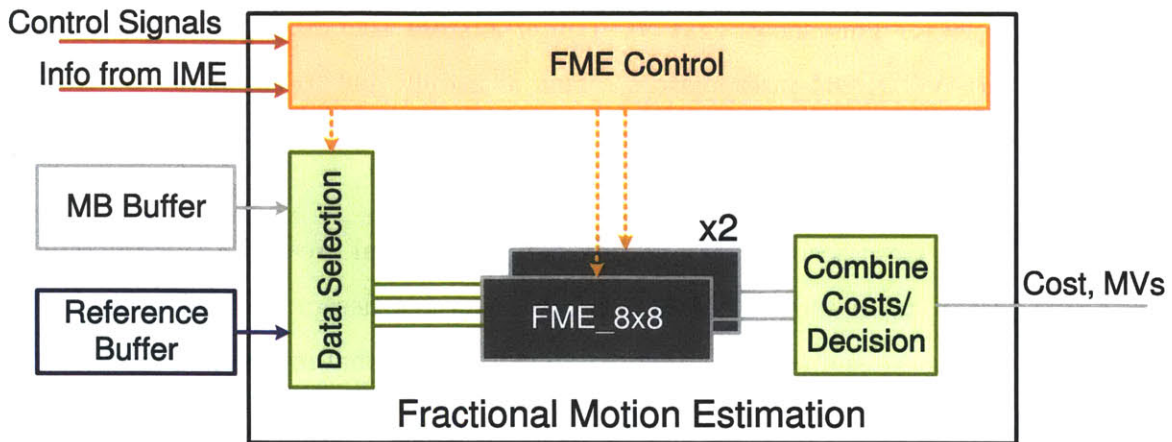 Control Signals
Info from IME
FME Control
MB Buffer
Data Selection
x2
Reference
Buffer
FME_8x8
Combine
Costs/
Decision
Cost, MVs
Fractional Motion Estimation